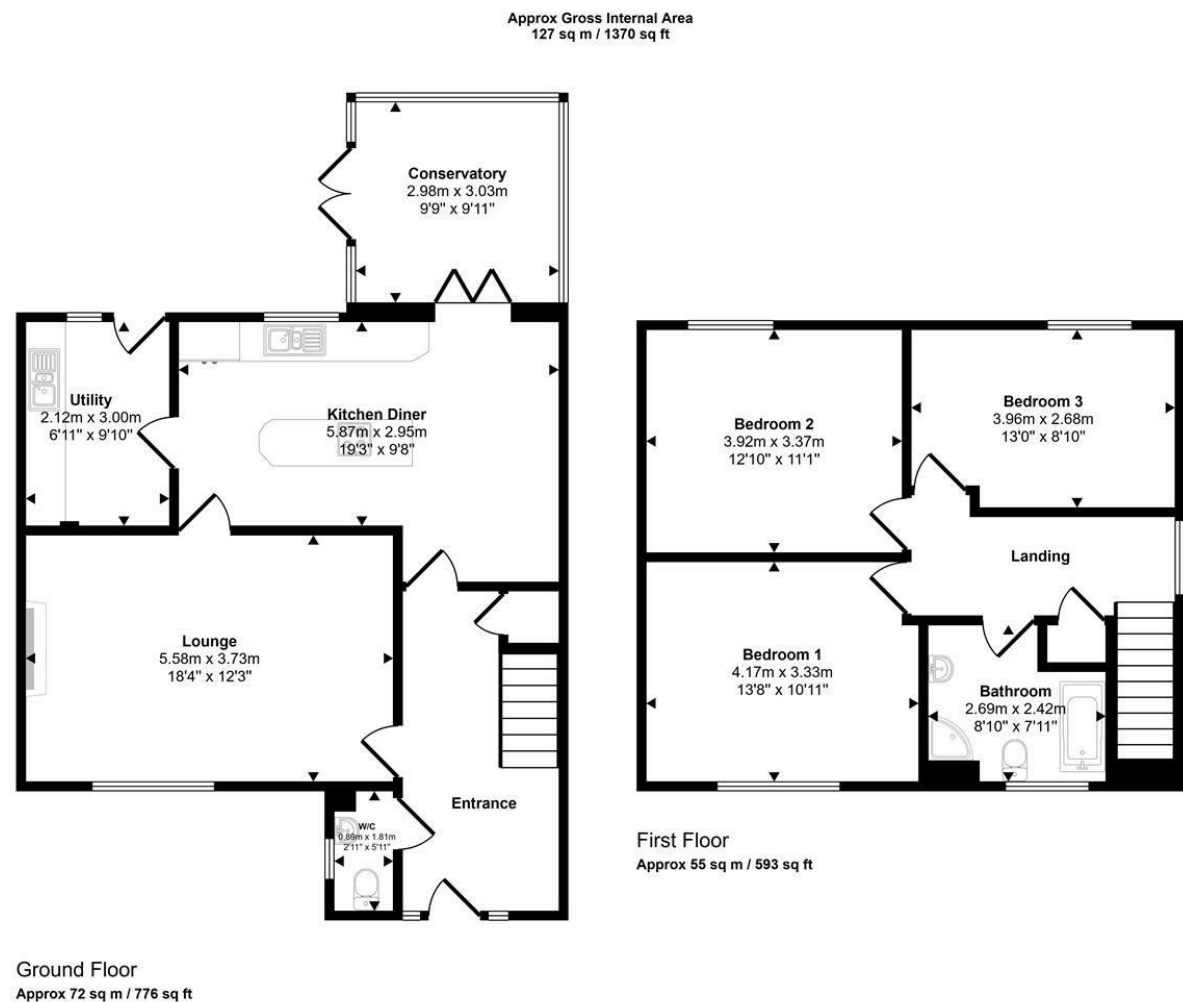 Approx Gross Internal Area
127 sq m / 1370 sq ft
Conservatory
2.98m x 3.03m
9'9" x 9'11"
Utility
2.12m x 3.00m
6'11" x 9'10"
Kitchen Diner
5.87m x 2.95m
19'3" x 9'8"
Lounge
5.58m x 3.73m
18'4" x 12'3"
Entrance
W/C
0.89m x 1.81m
2'11" x 5'11"
Ground Floor
Approx 72 sq m / 776 sq ft
Bedroom 2
3.92m x 3.37m
12'10" x 11'1"
Bedroom 3
3.96m x 2.68m
13'0" x 8'10"
Landing
Bedroom 1
4.17m x 3.33m
13'8" x 10'11"
Bathroom
2.69m x 2.42m
8'10" x 7'11"
First Floor
Approx 55 sq m / 593 sq ft